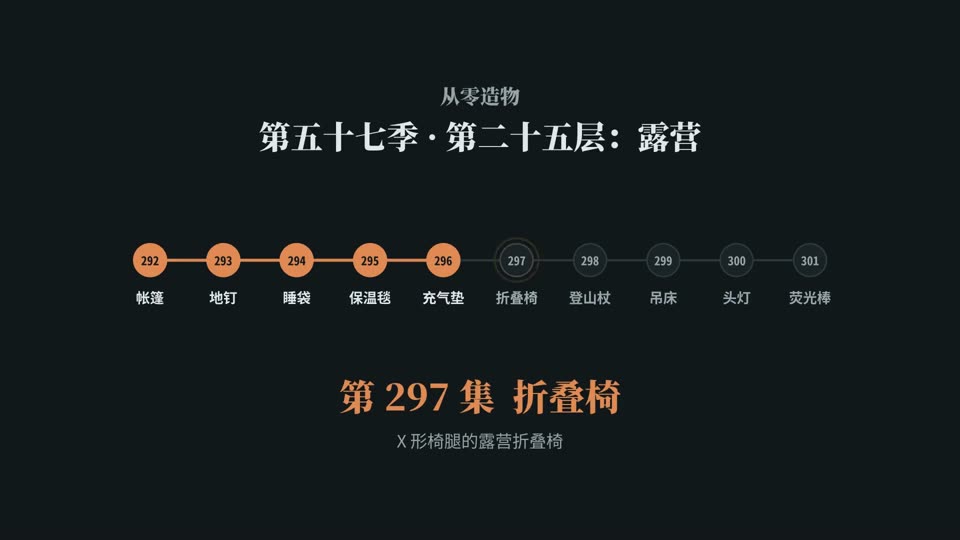 从零造物
第五十七季 · 第二十五层：露营
292 293 294 295 296 297 298 299 300 301
帐篷 地钉 睡袋 保温毯 充气垫 折叠椅 登山杖 吊床 头灯 荧光棒
第 297 集 折叠椅
X 形椅腿的露营折叠椅